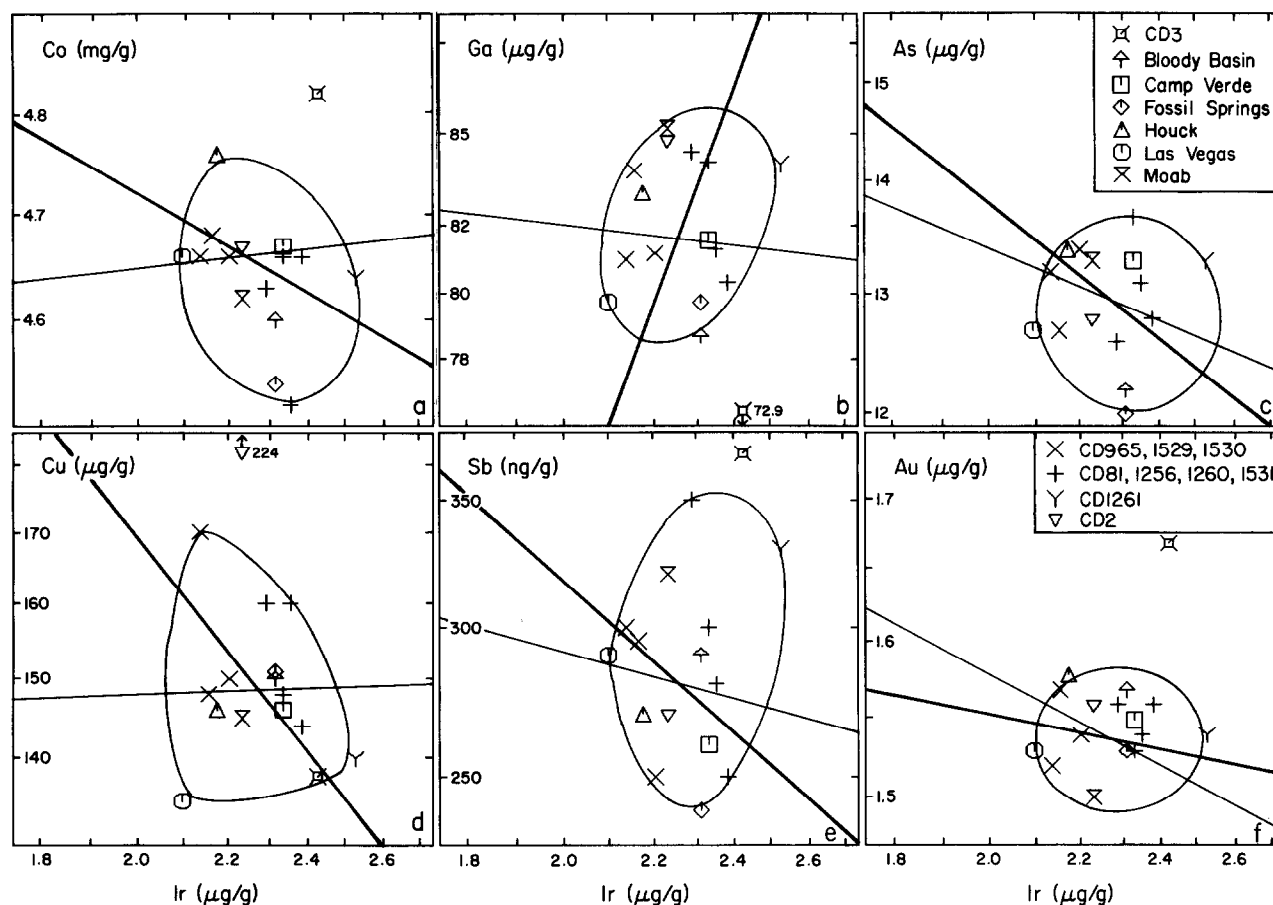 Co (mg/g)
4.8
4.7
4.6
a
Ga (μg/g)
85
82
80
78
72.9
b
As (μg/g)
15
14
13
12
c
CD3
Bloody Basin
Camp Verde
Fossil Springs
Houck
Las Vegas
Moab
Cu (μg/g)
224
170
160
150
140
d
1.8
2.0
2.2
2.4
2.6
Ir (μg/g)
Sb (ng/g)
350
300
250
e
1.8
2.0
2.2
2.4
2.6
Ir (μg/g)
Au (μg/g)
1.7
1.6
1.5
f
CD965, 1529, 1530
CD81, 1256, 1260, 1531
CD1261
CD2
1.8
2.0
2.2
2.4
2.6
Ir (μg/g)